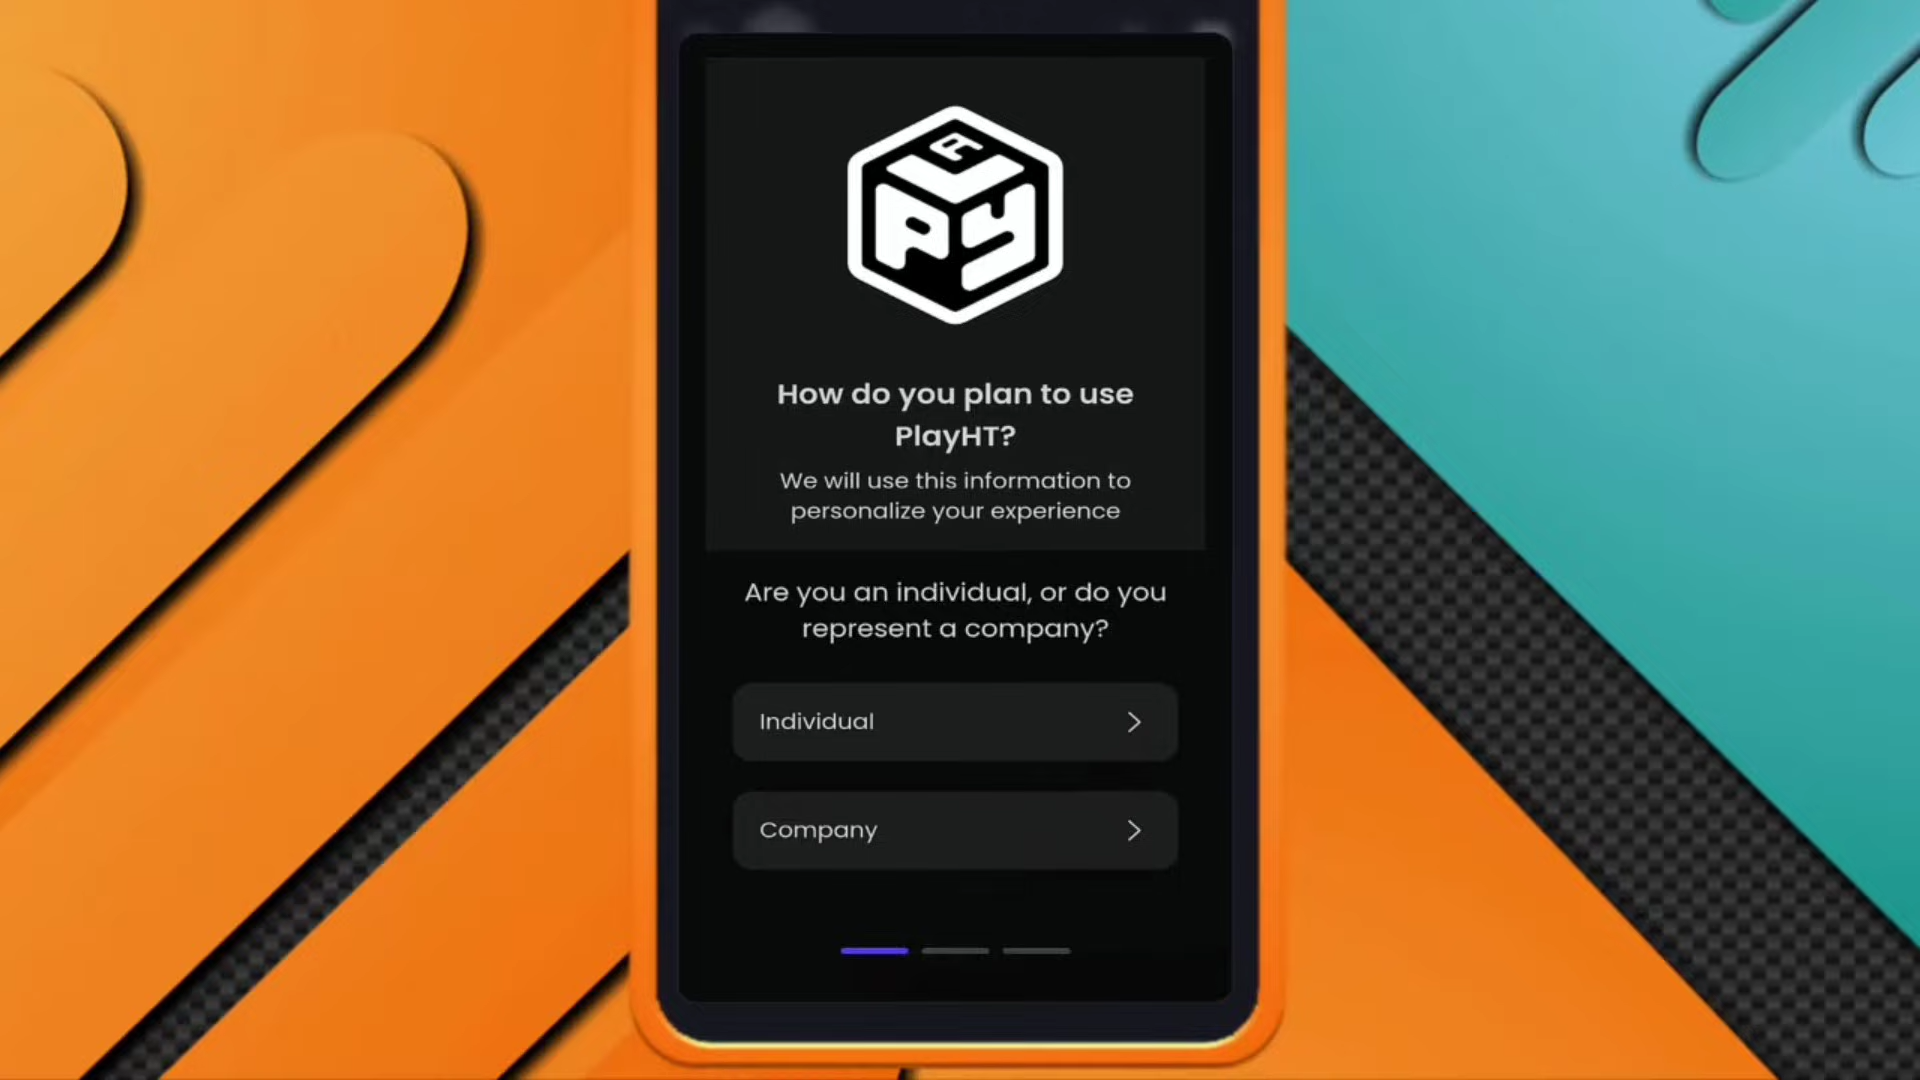 PLAY
How do you plan to use
PlayHT?
We will use this information to
personalize your experience
Are you an individual, or do you
represent a company?
Individual
Company